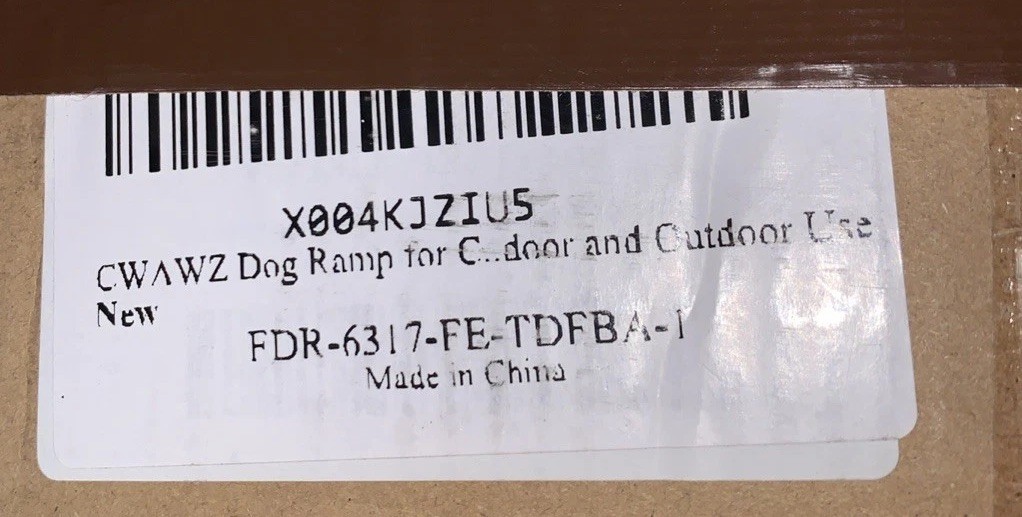 X004KJZIU5
CWAWZ Dog Ramp for C...door and Outdoor Use
New
FDR-6317-FE-TDFBA-1
Made in China